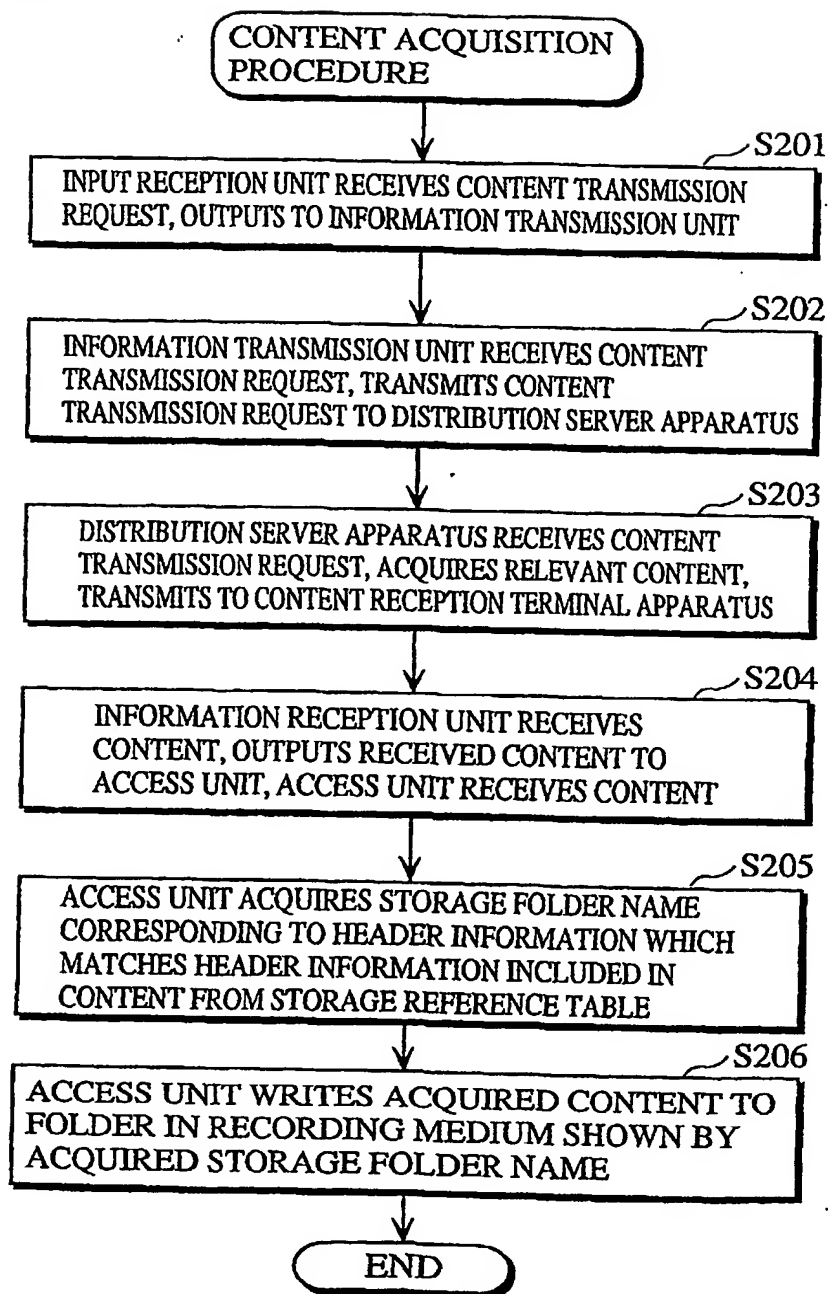 CONTENT ACQUISITION
PROCEDURE
S201
INPUT RECEPTION UNIT RECEIVES CONTENT TRANSMISSION
REQUEST, OUTPUTS TO INFORMATION TRANSMISSION UNIT
S202
INFORMATION TRANSMISSION UNIT RECEIVES CONTENT
TRANSMISSION REQUEST, TRANSMITS CONTENT
TRANSMISSION REQUEST TO DISTRIBUTION SERVER APPARATUS
S203
DISTRIBUTION SERVER APPARATUS RECEIVES CONTENT
TRANSMISSION REQUEST, ACQUIRES RELEVANT CONTENT,
TRANSMITS TO CONTENT RECEPTION TERMINAL APPARATUS
S204
INFORMATION RECEPTION UNIT RECEIVES
CONTENT, OUTPUTS RECEIVED CONTENT TO
ACCESS UNIT, ACCESS UNIT RECEIVES CONTENT
S205
ACCESS UNIT ACQUIRES STORAGE FOLDER NAME
CORRESPONDING TO HEADER INFORMATION WHICH
MATCHES HEADER INFORMATION INCLUDED IN
CONTENT FROM STORAGE REFERENCE TABLE
S206
ACCESS UNIT WRITES ACQUIRED CONTENT TO
FOLDER IN RECORDING MEDIUM SHOWN BY
ACQUIRED STORAGE FOLDER NAME
END